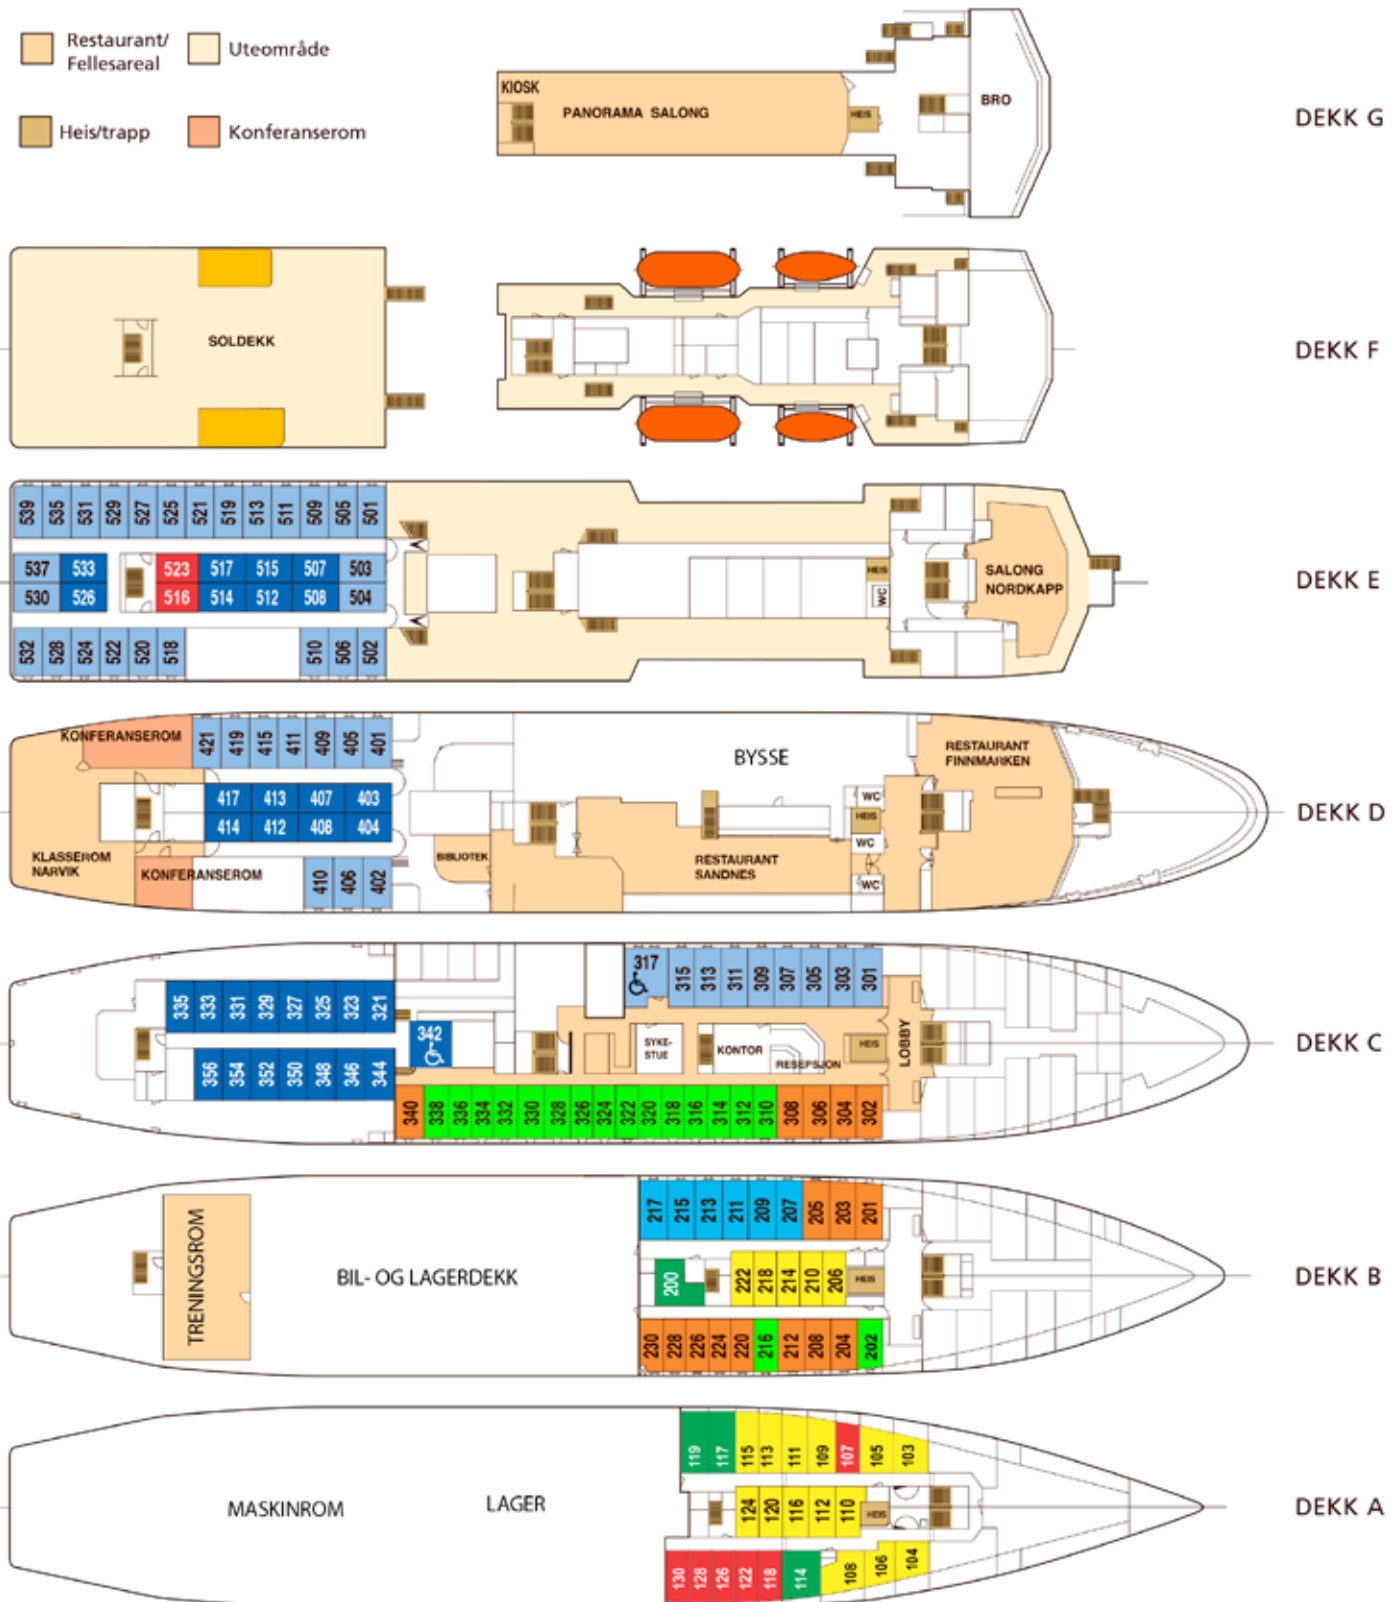 Restaurant/
Fellesareal
Uteområde
Heis/trapp
Konferanserom
KIOSK
PANORAMA SALONG
HEIS
BRO
DEKK G
SOLDEKK
DEKK F
539 535 531 529 527 525 521 519 513 511 509 505 501
537 533 523 517 515 507 503
530 526 516 514 512 508 504
532 528 524 522 520 518 510 506 502
HEIS
WC
SALONG
NORDKAPP
DEKK E
KONFERANSEROM
421 419 415 411 409 405 401
417 413 407 403
414 412 408 404
KLASSEROM
NARVIK
KONFERANSEROM
410 406 402
BIBLIOTEK
BYSSE
RESTAURANT
SANDNES
WC
HEIS
WC
WC
RESTAURANT
FINNMARKEN
DEKK D
317 315 313 311 309 307 305 303 301
335 333 331 329 327 325 323 321
342
356 354 352 350 348 346 344
SYKE-
STUE
KONTOR
RESEPSJON
HEIS
LOBBY
340 338 336 334 332 330 328 326 324 322 320 318 316 314 312 310 308 306 304 302
DEKK C
TRENINGSROM
BIL- OG LAGERDEKK
217 215 213 211 209 207 205 203 201
200 222 218 214 210 206
HEIS
230 228 226 224 220 216 212 208 204 202
DEKK B
MASKINROM
LAGER
119 117 115 113 111 109 107 105 103
124 120 116 112 110
HEIS
130 128 126 122 118 114 108 106 104
DEKK A